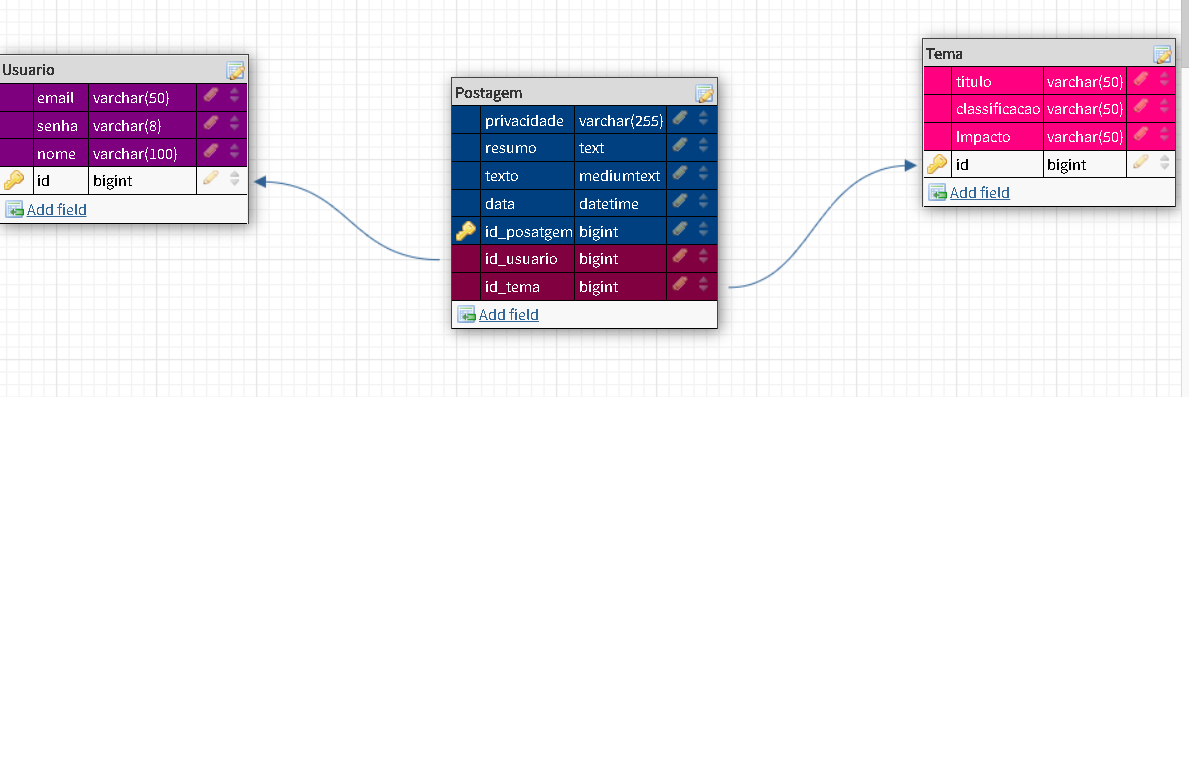 Usuario
email varchar(50)
senha varchar(8)
nome varchar(100)
id bigint
Add field
Postagem
privacidade varchar(255)
resumo text
texto mediumtext
data datetime
id_posatgem bigint
id_usuario bigint
id_tema bigint
Add field
Tema
titulo varchar(50)
classificacao varchar(50)
Impacto varchar(50)
id bigint
Add field